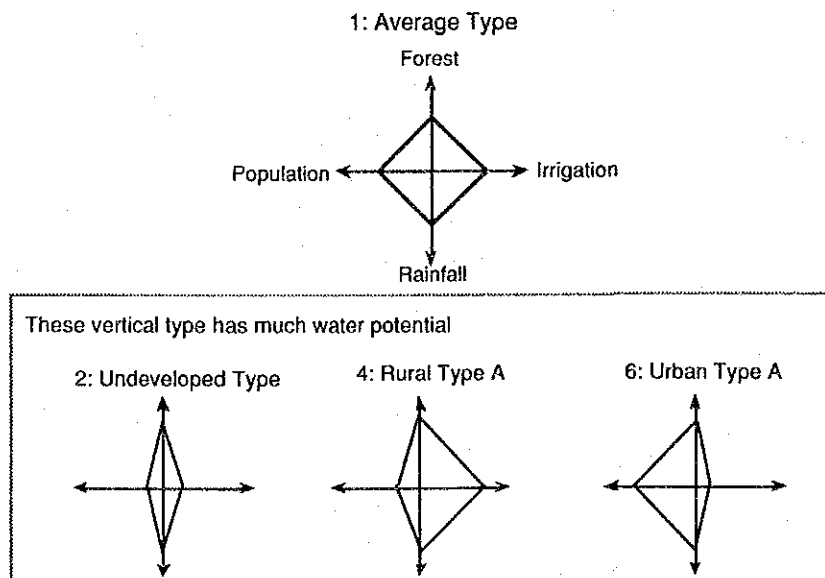 1: Average Type
Forest
Population
Irrigation
Rainfall
These vertical type has much water potential
2: Undeveloped Type
4: Rural Type A
6: Urban Type A